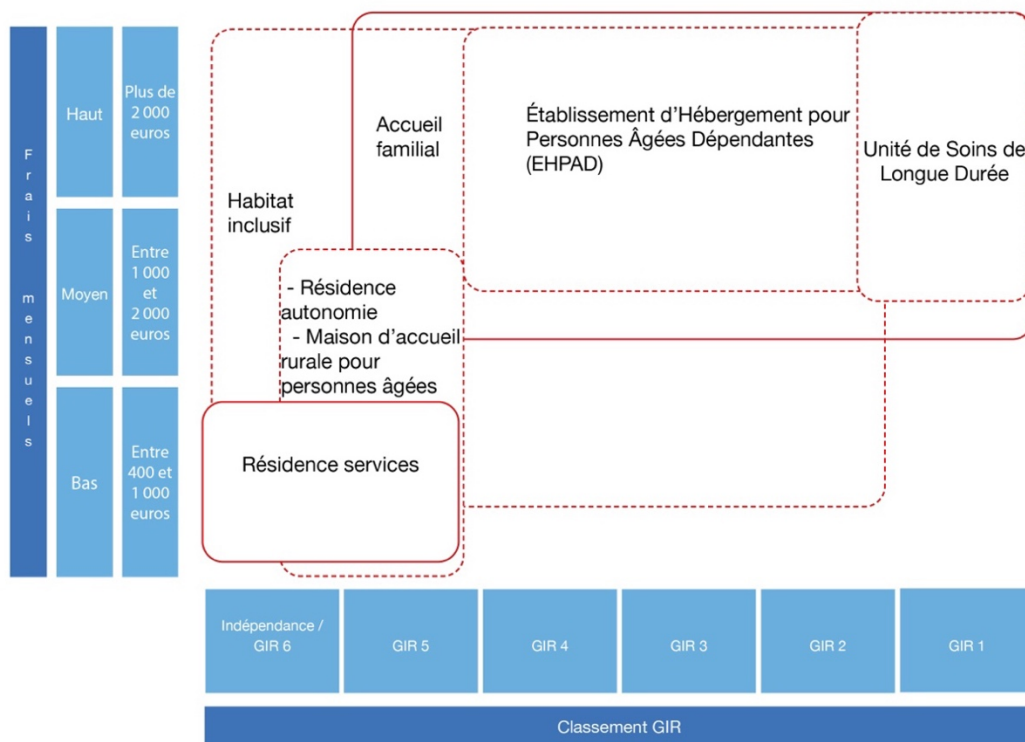 Frais mensuels
Haut
Plus de
2 000
euros
Moyen
Entre
1 000
et
2 000
euros
Bas
Entre
400 et
1 000
euros
Habitat
inclusif
Accueil
familial
Établissement d’Hébergement pour
Personnes Âgées Dépendantes
(EHPAD)
Unité de Soins de
Longue Durée
- Résidence
autonomie
- Maison d’accueil
rurale pour
personnes âgées
Résidence services
Indépendance /
GIR 6
GIR 5
GIR 4
GIR 3
GIR 2
GIR 1
Classement GIR